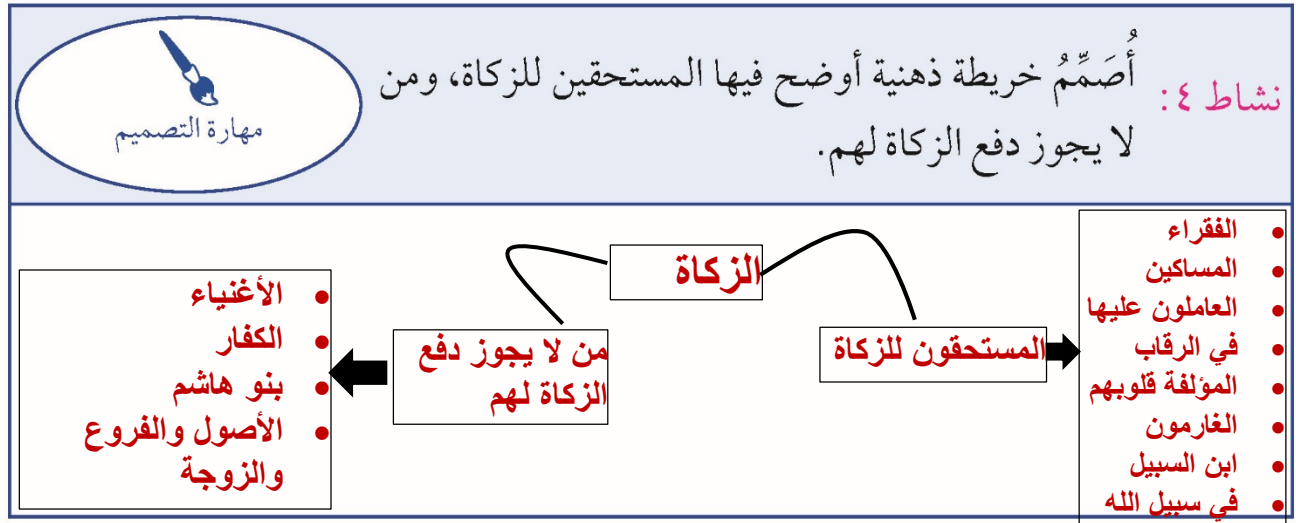 نشاط ٤:
أُصَمِّمُ خريطة ذهنية أوضح فيها المستحقين للزكاة، ومن
لا يجوز دفع الزكاة لهم.
مهارة التصميم
الزكاة
المستحقون للزكاة
• الفقراء
• المساكين
• العاملون عليها
• في الرقاب
• المؤلفة قلوبهم
• الغارمون
• ابن السبيل
• في سبيل الله
من لا يجوز دفع
الزكاة لهم
• الأغنياء
• الكفار
• بنو هاشم
• الأصول والفروع
والزوجة